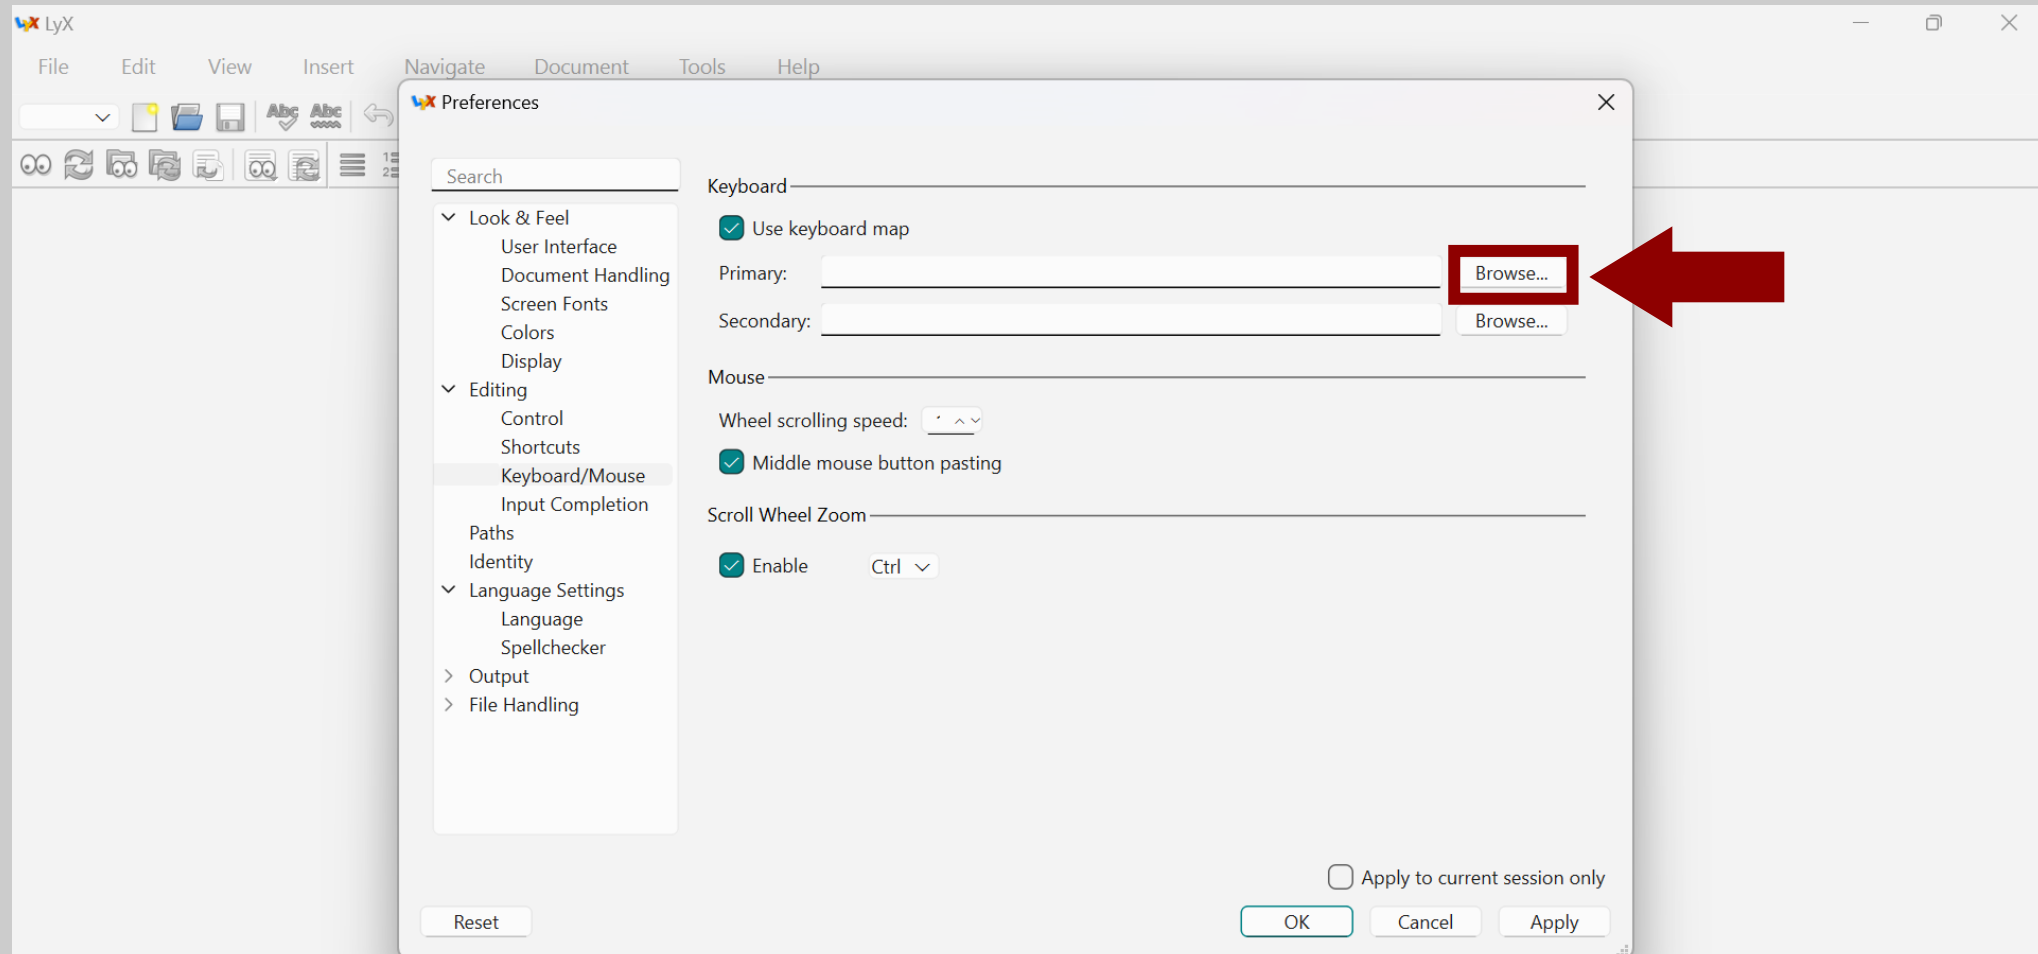 LyX
File Edit View Insert Navigate Document Tools Help
Preferences
Abc Abc
Search
Look & Feel
User Interface
Document Handling
Screen Fonts
Colors
Display
Editing
Control
Shortcuts
Keyboard/Mouse
Input Completion
Paths
Identity
Language Settings
Language
Spellchecker
Output
File Handling
Keyboard
Use keyboard map
Primary: Browse...
Secondary: Browse...
Mouse
Wheel scrolling speed:
Middle mouse button pasting
Scroll Wheel Zoom
Enable Ctrl
Apply to current session only
Reset OK Cancel Apply